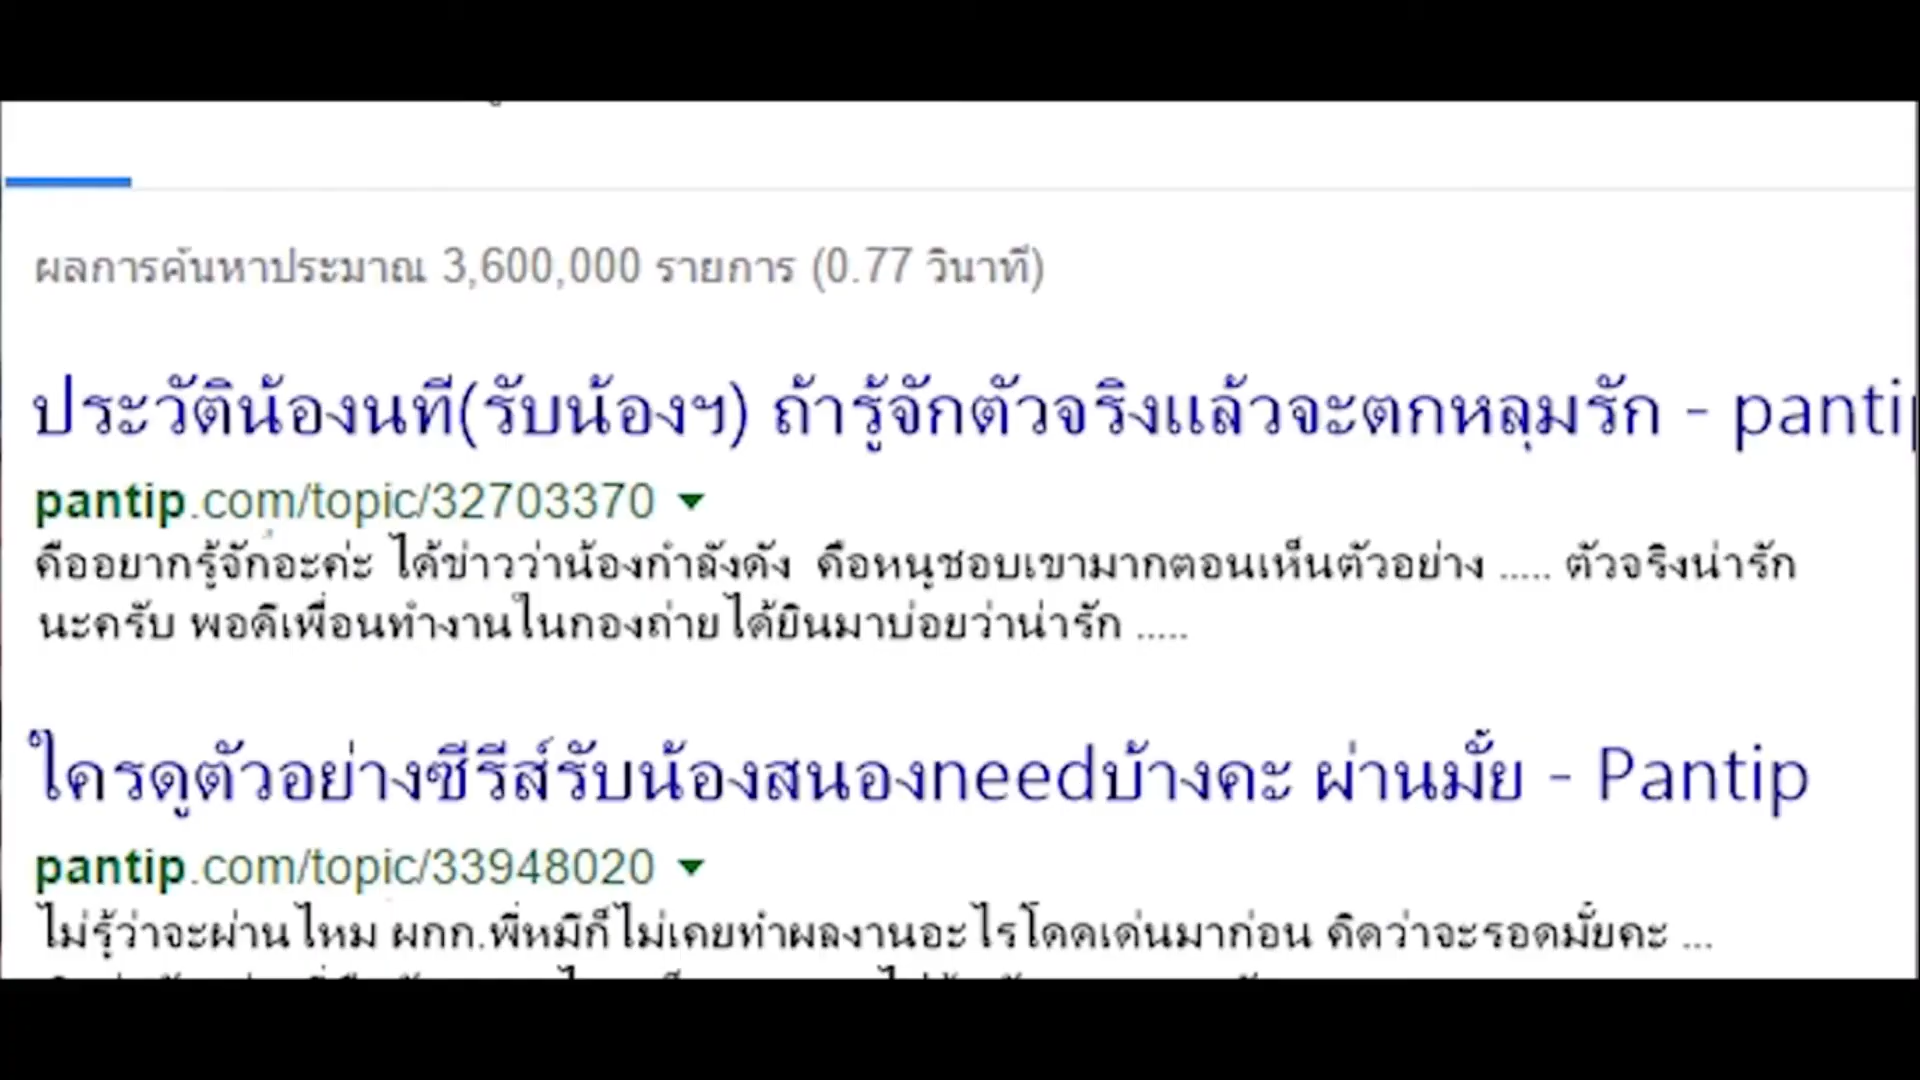 ผลการค้นหาประมาณ 3,600,000 รายการ (0.77 วินาที)
ประวัติน้องนที(รับน้องฯ) ถ้ารู้จักตัวจริงแล้วจะตกหลุมรัก - pantip
pantip.com/topic/32703370
คืออยากรู้จักอะค่ะ ได้ข่าวว่าน้องกำลังดัง คือหนูชอบเขามากตอนเห็นตัวอย่าง ..... ตัวจริงน่ารัก
นะครับ พอดีเพื่อนทำงานในกองถ่ายได้ยินมาบ่อยว่าน่ารัก .....
ใครดูตัวอย่างซีรีส์รับน้องสนองneedบ้างคะ ผ่านมั้ย - Pantip
pantip.com/topic/33948020
ไม่รู้ว่าจะผ่านไหม ผกก.พี่หมีก็ไม่เคยทำผลงานอะไรโดดเด่นมาก่อน คิดว่าจะรอดมั้ยคะ ...